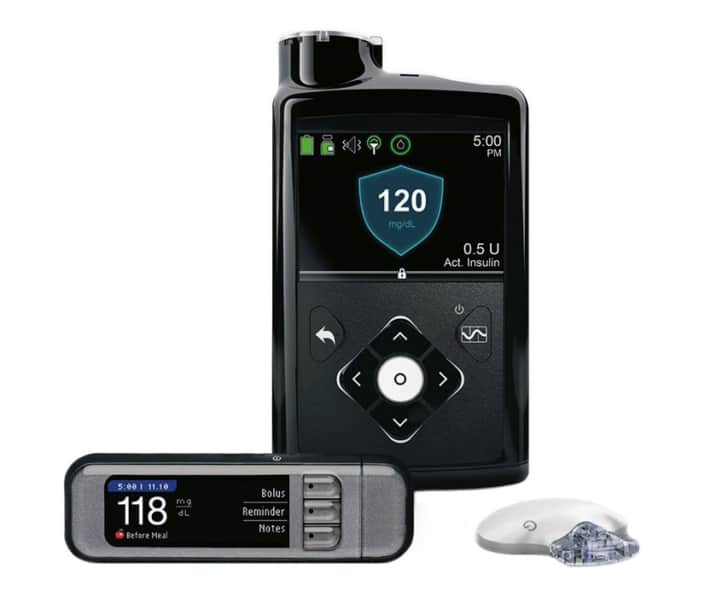 5:00
PM
120
mg/dL
0.5 U
Act. Insulin
5:00 | 11.10
118 mg
dL
Bolus
Reminder
Notes
Before Meal